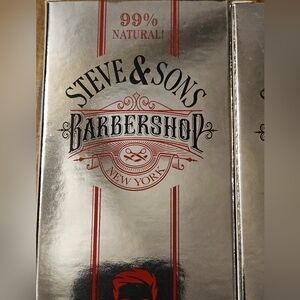 99%
NATURAL!
STEVE & SONS
BARBERSHOP
NEW YORK